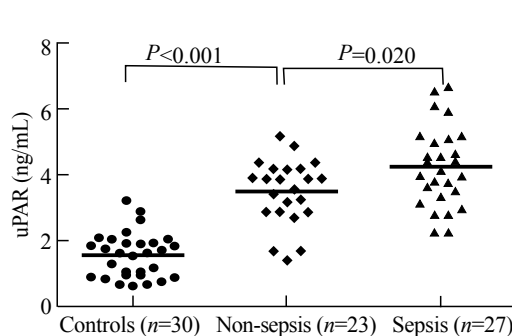 8
P<0.001
P=0.020
6
uPAR (ng/mL)
4
2
0
Controls (n=30) Non-sepsis (n=23) Sepsis (n=27)